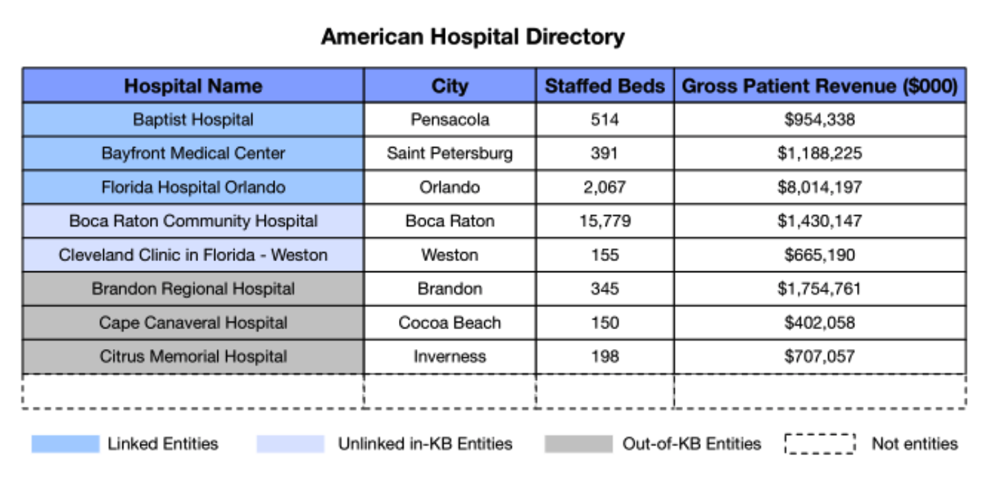 American Hospital Directory
Hospital Name City Staffed Beds Gross Patient Revenue ($000)
Baptist Hospital Pensacola 514 $954,338
Bayfront Medical Center Saint Petersburg 391 $1,188,225
Florida Hospital Orlando Orlando 2,067 $8,014,197
Boca Raton Community Hospital Boca Raton 15,779 $1,430,147
Cleveland Clinic in Florida - Weston Weston 155 $665,190
Brandon Regional Hospital Brandon 345 $1,754,761
Cape Canaveral Hospital Cocoa Beach 150 $402,058
Citrus Memorial Hospital Inverness 198 $707,057
Linked Entities Unlinked in-KB Entities Out-of-KB Entities Not entities